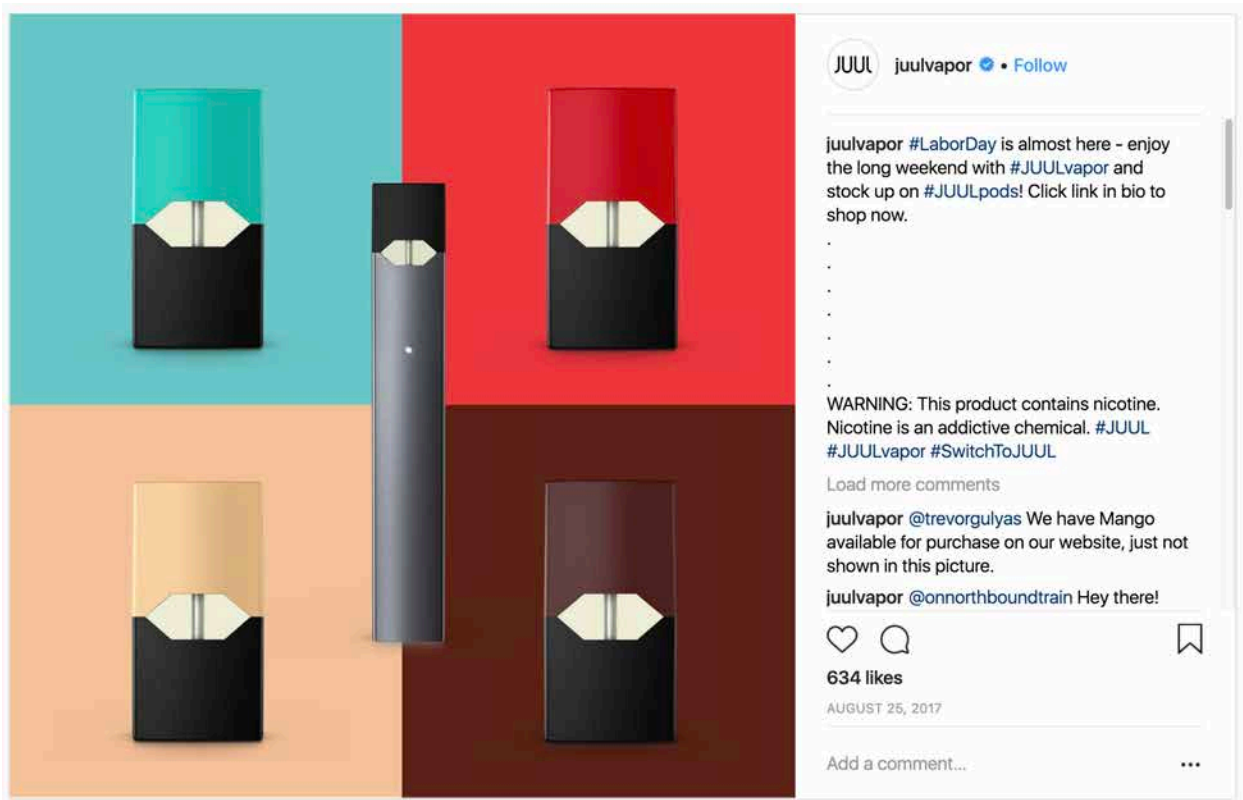 JUUL juulvapor • Follow
juulvapor #LaborDay is almost here - enjoy
the long weekend with #JUULvapor and
stock up on #JUULpods! Click link in bio to
shop now.
.
.
.
.
.
.
.
WARNING: This product contains nicotine.
Nicotine is an addictive chemical. #JUUL
#JUULvapor #SwitchToJUUL
Load more comments
juulvapor @trevorgulyas We have Mango
available for purchase on our website, just not
shown in this picture.
juulvapor @onnorthboundtrain Hey there!
634 likes
AUGUST 25, 2017
Add a comment...